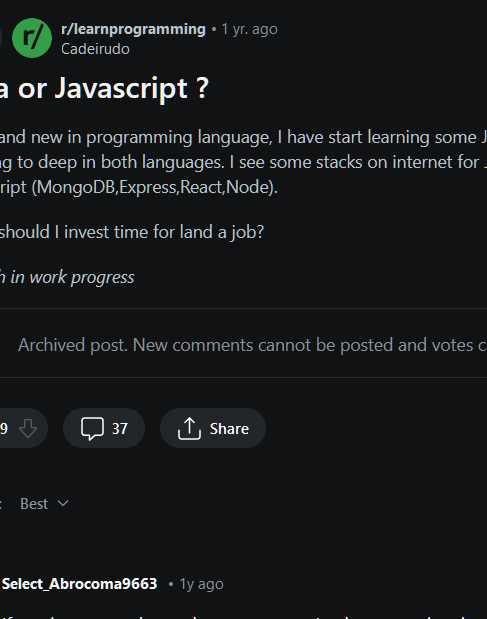 r/ r/learnprogramming • 1 yr. ago
Cadeirudo
a or Javascript ?
and new in programming language, I have start learning some J
ng to deep in both languages. I see some stacks on internet for J
ript (MongoDB,Express,React,Node).
should I invest time for land a job?
h in work progress
Archived post. New comments cannot be posted and votes c
9 37 Share
: Best
Select_Abrocoma9663 • 1y ago